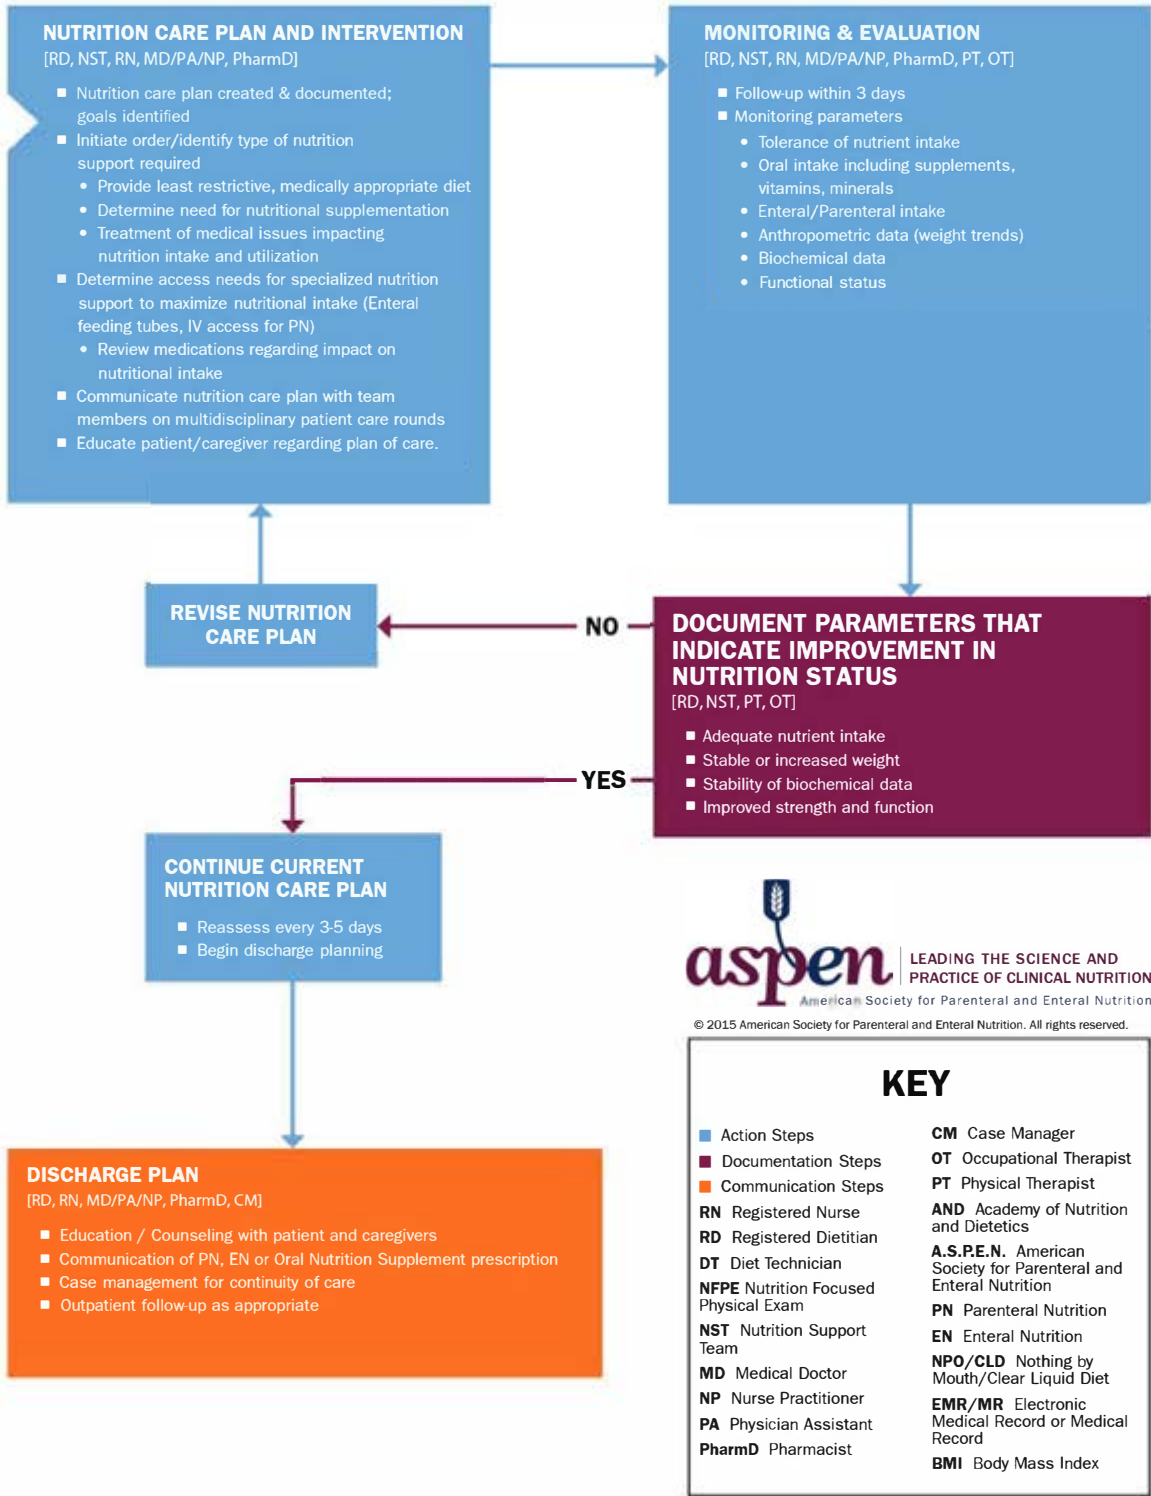 NUTRITION CARE PLAN AND INTERVENTION
[RD, NST, RN, MD/PA/NP, PharmD]
■ Nutrition care plan created & documented;
goals identified
■ Initiate order/identify type of nutrition
support required
• Provide least restrictive, medically appropriate diet
• Determine need for nutritional supplementation
• Treatment of medical issues impacting
nutrition intake and utilization
■ Determine access needs for specialized nutrition
support to maximize nutritional intake (Enteral
feeding tubes, IV access for PN)
• Review medications regarding impact on
nutritional intake
■ Communicate nutrition care plan with team
members on multidisciplinary patient care rounds
■ Educate patient/caregiver regarding plan of care.
MONITORING & EVALUATION
[RD, NST, RN, MD/PA/NP, PharmD, PT, OT]
■ Follow-up within 3 days
■ Monitoring parameters
• Tolerance of nutrient intake
• Oral intake including supplements,
vitamins, minerals
• Enteral/Parenteral intake
• Anthropometric data (weight trends)
• Biochemical data
• Functional status
DOCUMENT PARAMETERS THAT
INDICATE IMPROVEMENT IN
NUTRITION STATUS
[RD, NST, PT, OT]
■ Adequate nutrient intake
■ Stable or increased weight
■ Stability of biochemical data
■ Improved strength and function
NO
REVISE NUTRITION
CARE PLAN
YES
CONTINUE CURRENT
NUTRITION CARE PLAN
■ Reassess every 3-5 days
■ Begin discharge planning
DISCHARGE PLAN
[RD, RN, MD/PA/NP, PharmD, CM]
■ Education / Counseling with patient and caregivers
■ Communication of PN, EN or Oral Nutrition Supplement prescription
■ Case management for continuity of care
■ Outpatient follow-up as appropriate
aspen
LEADING THE SCIENCE AND
PRACTICE OF CLINICAL NUTRITION
American Society for Parenteral and Enteral Nutrition
© 2015 American Society for Parenteral and Enteral Nutrition. All rights reserved.
KEY
■ Action Steps
■ Documentation Steps
■ Communication Steps
RN Registered Nurse
RD Registered Dietitian
DT Diet Technician
NFPE Nutrition Focused
Physical Exam
NST Nutrition Support
Team
MD Medical Doctor
NP Nurse Practitioner
PA Physician Assistant
PharmD Pharmacist
CM Case Manager
OT Occupational Therapist
PT Physical Therapist
AND Academy of Nutrition
and Dietetics
A.S.P.E.N. American
Society for Parenteral and
Enteral Nutrition
PN Parenteral Nutrition
EN Enteral Nutrition
NPO/CLD Nothing by
Mouth/Clear Liquid Diet
EMR/MR Electronic
Medical Record or Medical
Record
BMI Body Mass Index